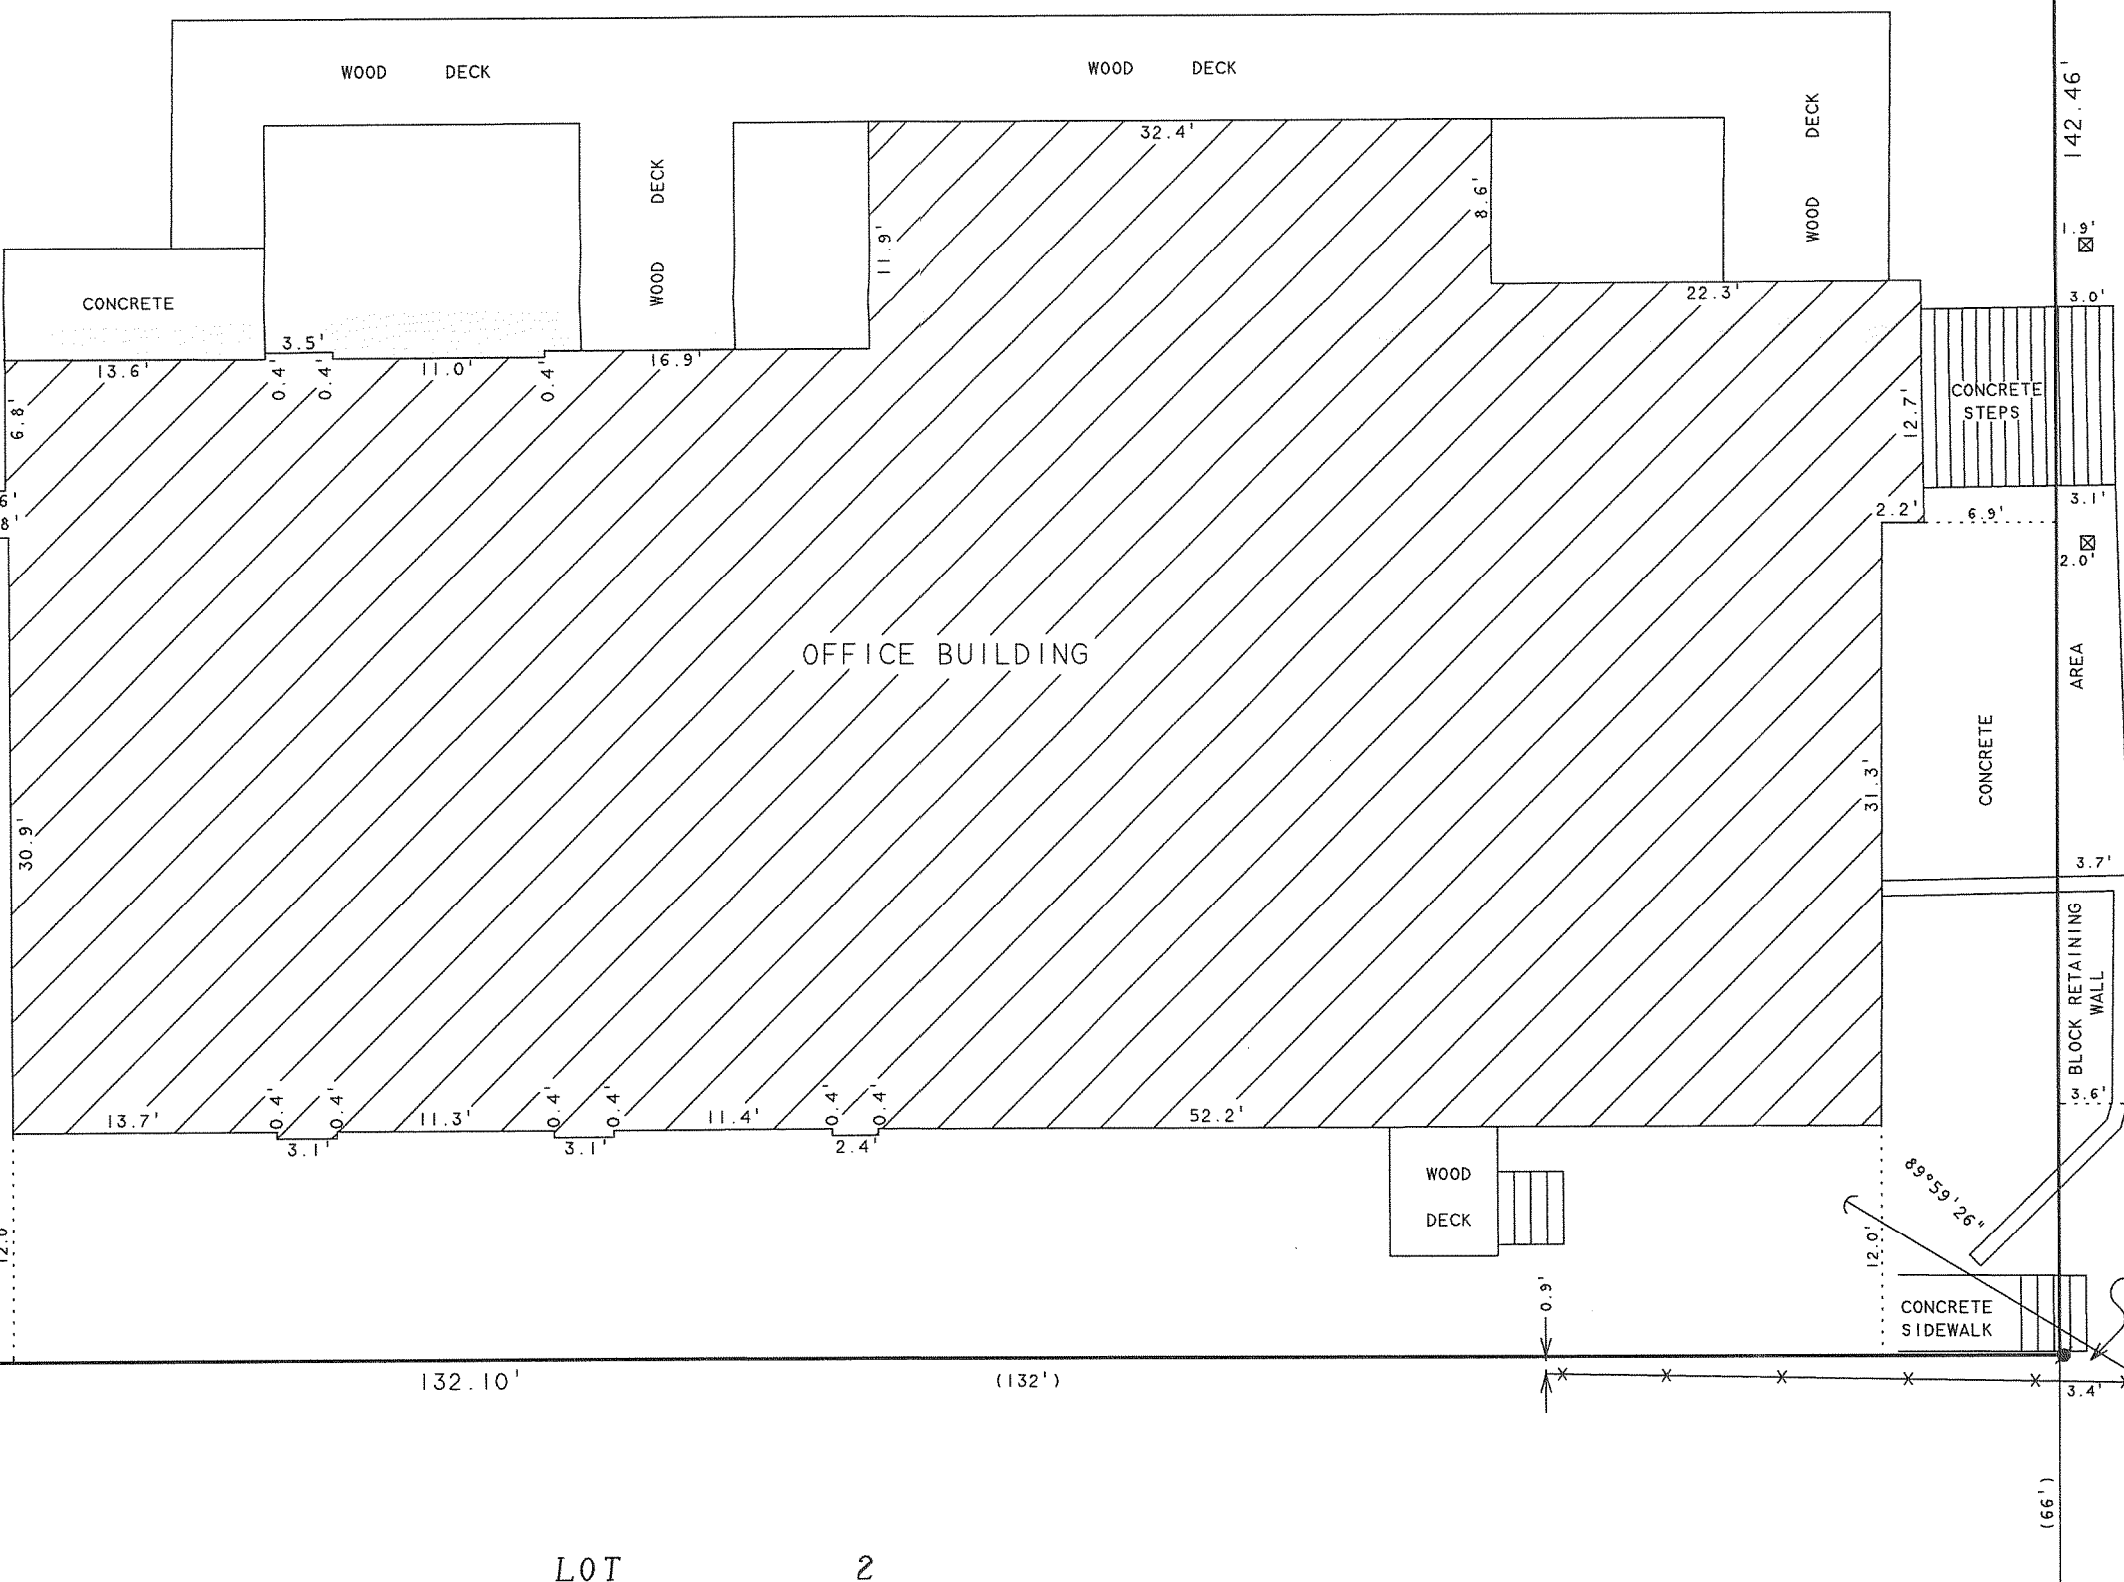 WOOD DECK
WOOD DECK
142.46'
WOOD DECK
WOOD DECK
32.4'
8.6'
11.9'
1.9'
22.3'
3.0'
CONCRETE
3.5'
13.6'
0.4'
0.4'
11.0'
0.4'
16.9'
6.8'
12.7'
CONCRETE
STEPS
3.1'
2.2'
6.9'
2.0'
8'
OFFICE BUILDING
AREA
CONCRETE
31.3'
30.9'
3.7'
BLOCK RETAINING
WALL
3.6'
13.7'
0.4'
0.4'
11.3'
0.4'
0.4'
11.4'
0.4'
0.4'
52.2'
3.1'
3.1'
2.4'
WOOD
DECK
89°59'26"
12.0'
12.0'
0.9'
CONCRETE
SIDEWALK
132.10'
(132')
3.4'
(66')
LOT 2